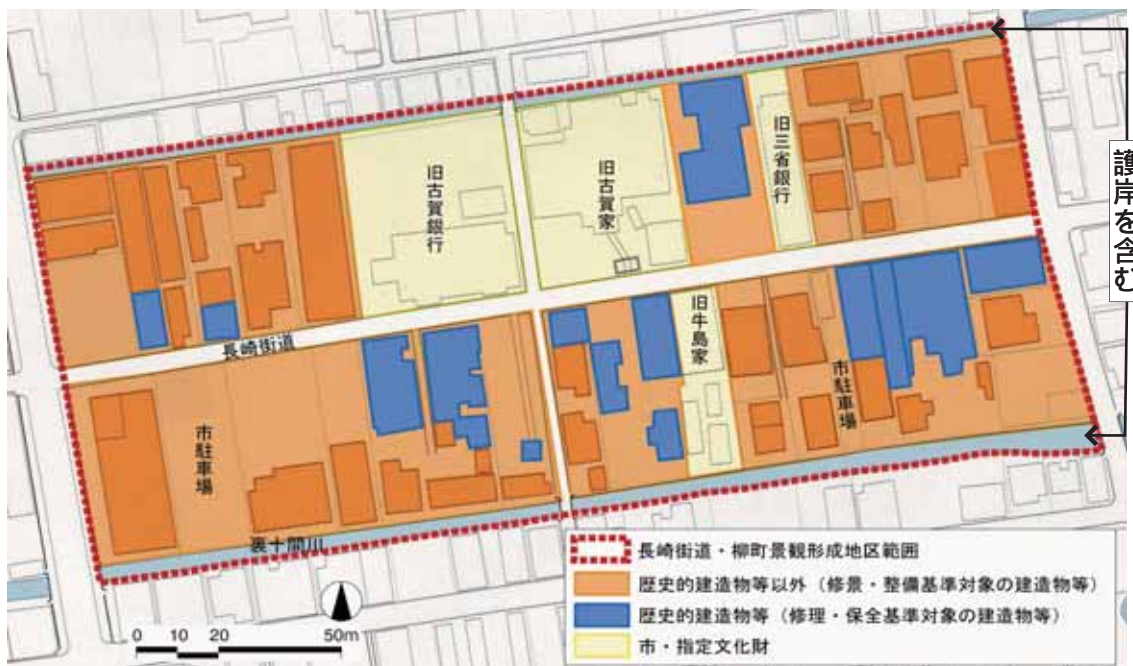 護岸を含む
旧古賀銀行
旧古賀家
旧三省銀行
長崎街道
旧牛島家
市駐車場
市駐車場
裏十間川
0 10 20 50m
長崎街道・柳町景観形成地区範囲
歴史的建造物等以外（修景・整備基準対象の建造物等）
歴史的建造物等（修理・保全基準対象の建造物等）
市・指定文化財